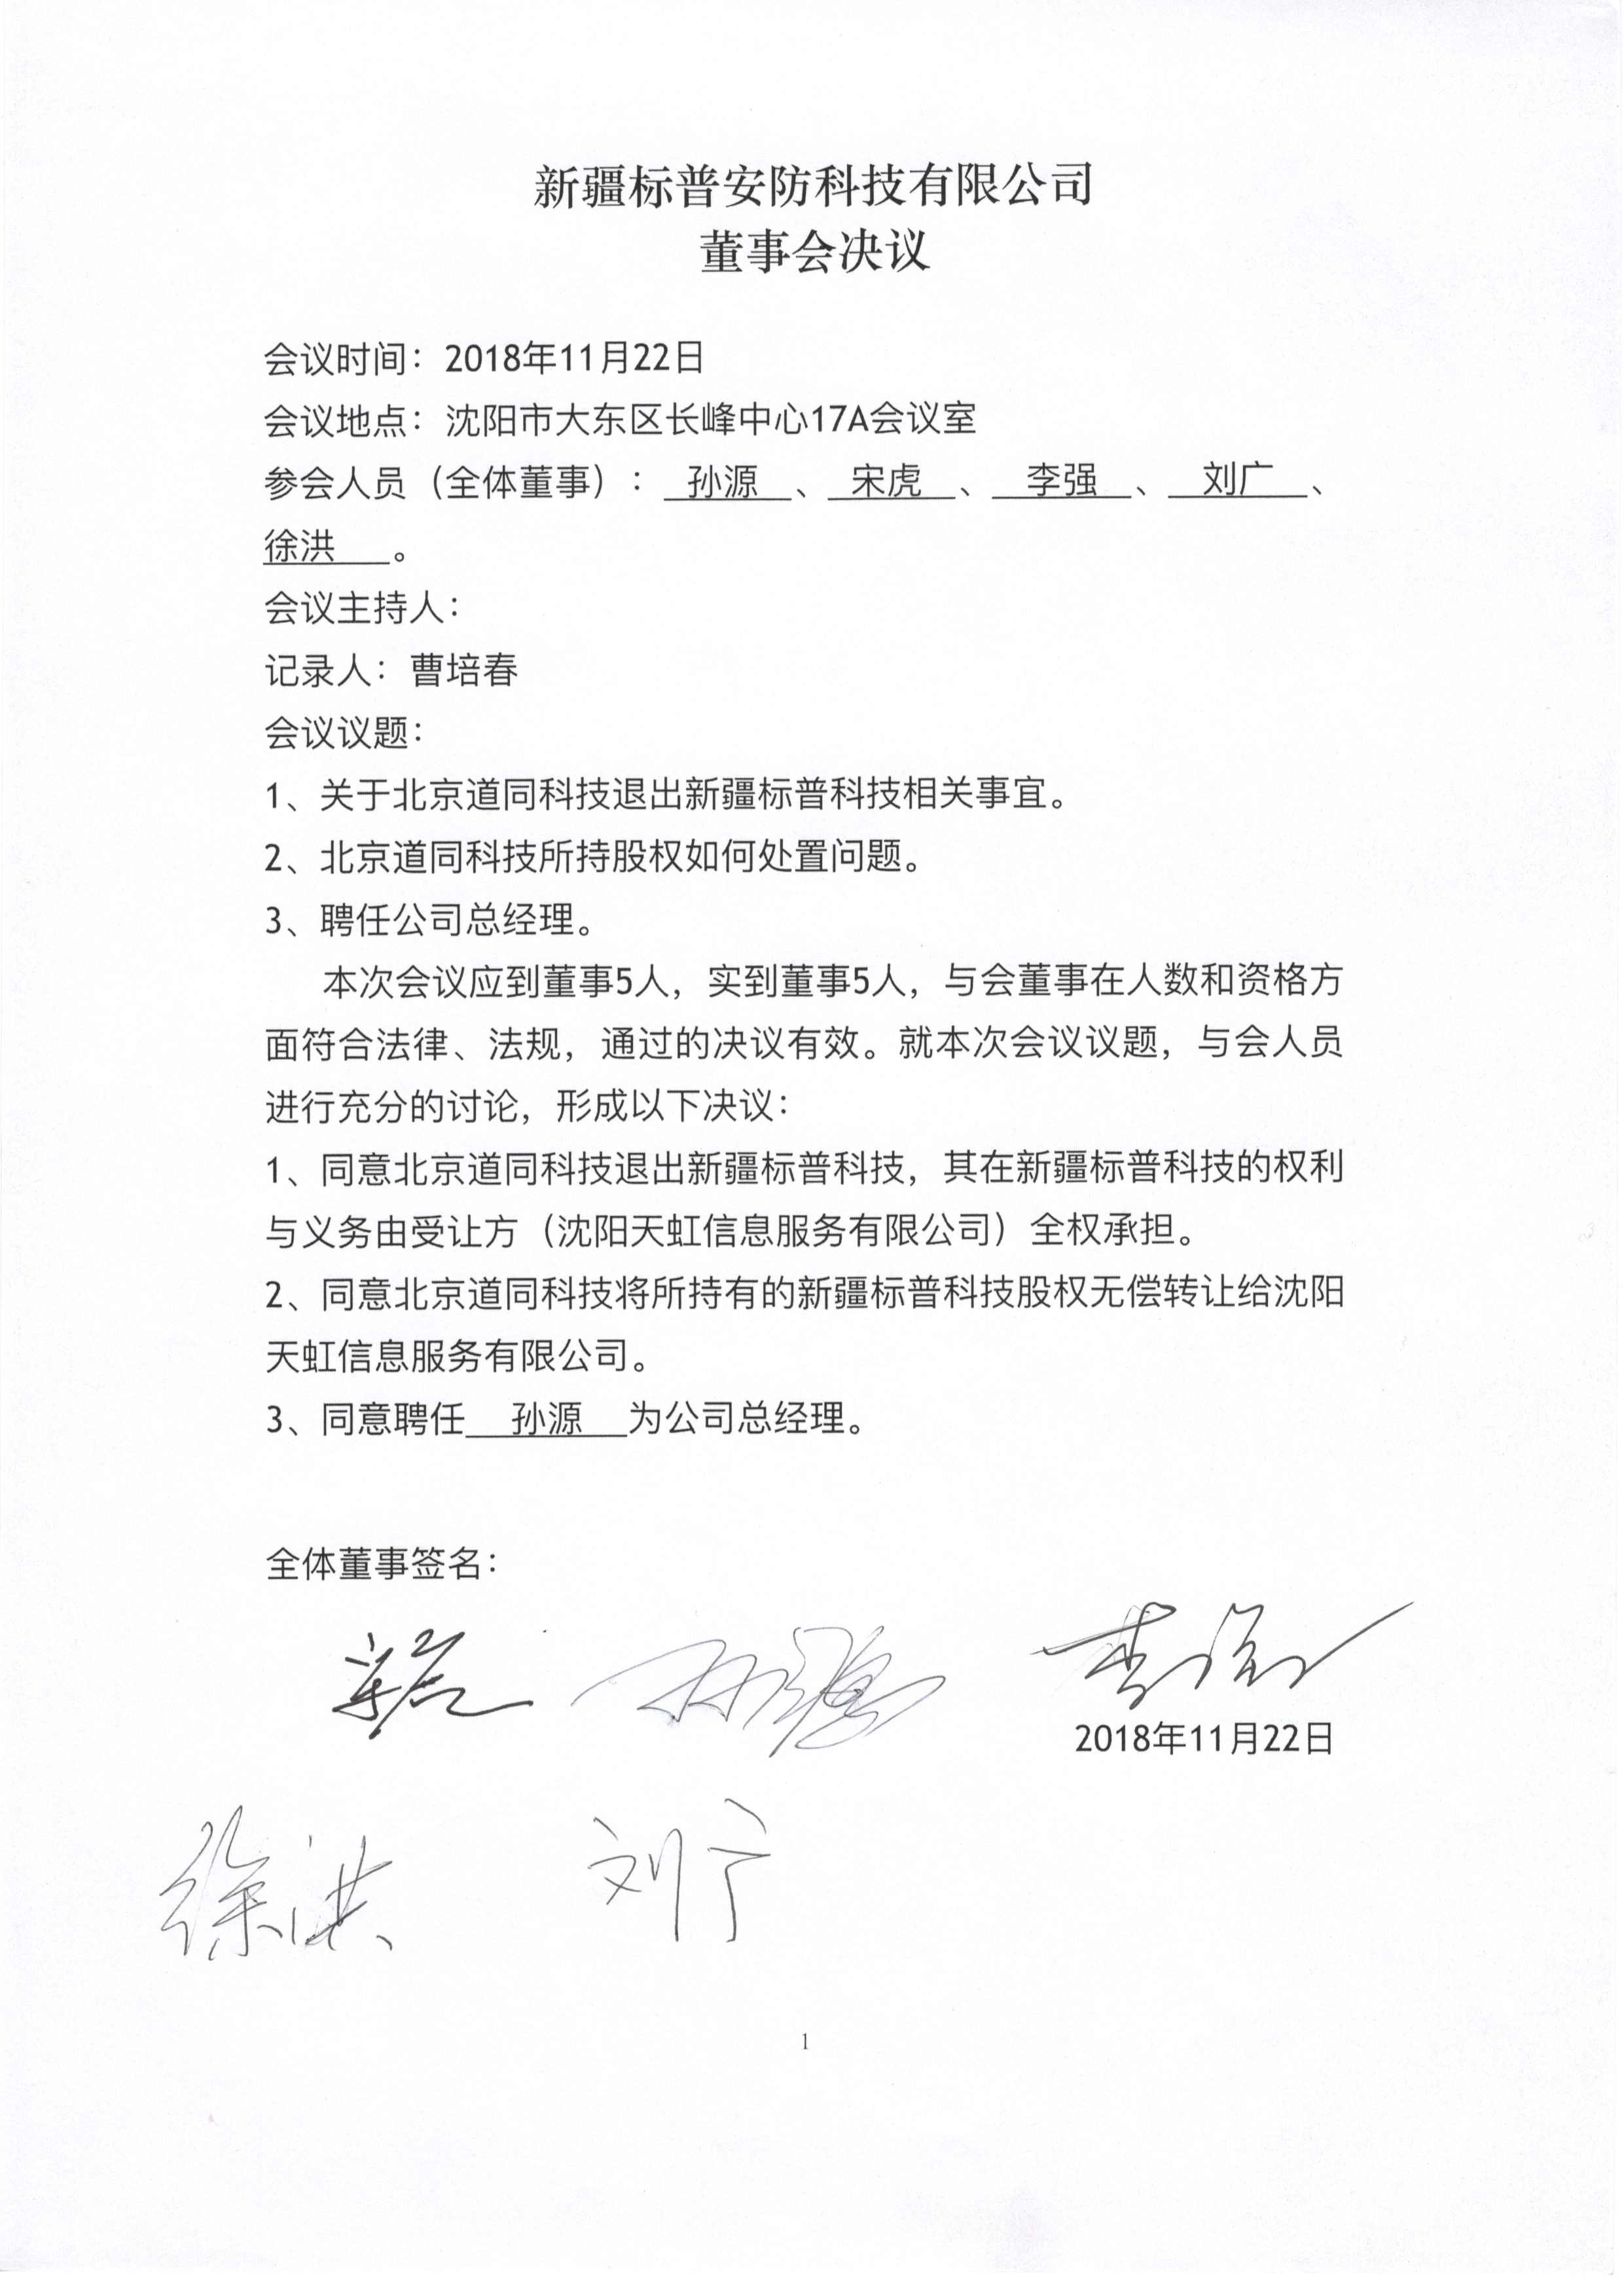 新疆标普安防科技有限公司
董事会决议
会议时间：2018年11月22日
会议地点：沈阳市大东区长峰中心17A会议室
参会人员（全体董事）：孙源、宋虎、李强、刘广、
徐洪。
会议主持人：
记录人：曹培春
会议议题：
1、关于北京道同科技退出新疆标普科技相关事宜。
2、北京道同科技所持股权如何处置问题。
3、聘任公司总经理。
本次会议应到董事5人，实到董事5人，与会董事在人数和资格方
面符合法律、法规，通过的决议有效。就本次会议议题，与会人员
进行充分的讨论，形成以下决议：
1、同意北京道同科技退出新疆标普科技，其在新疆标普科技的权利
与义务由受让方（沈阳天虹信息服务有限公司）全权承担。
2、同意北京道同科技将所持有的新疆标普科技股权无偿转让给沈阳
天虹信息服务有限公司。
3、同意聘任 孙源 为公司总经理。
全体董事签名：
李强
2018年11月22日
徐洪 刘广
1